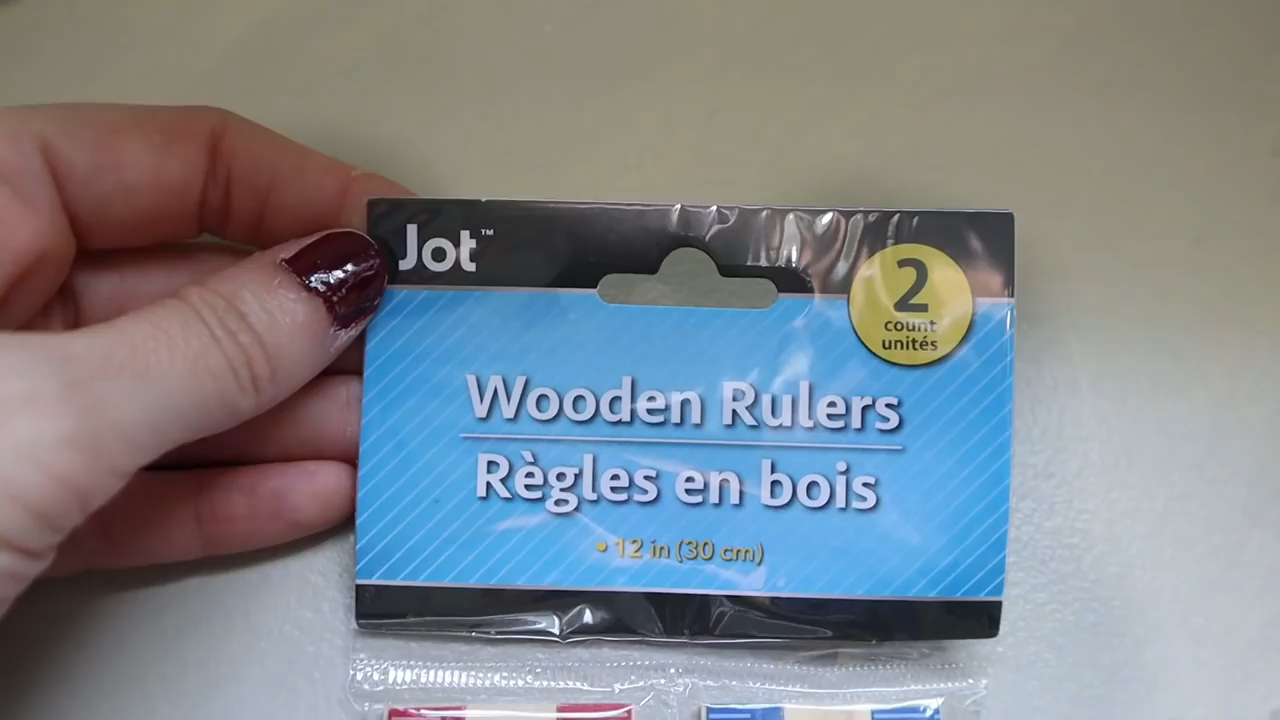 Jot™
2
count
unités
Wooden Rulers
Règles en bois
• 12 in (30 cm)